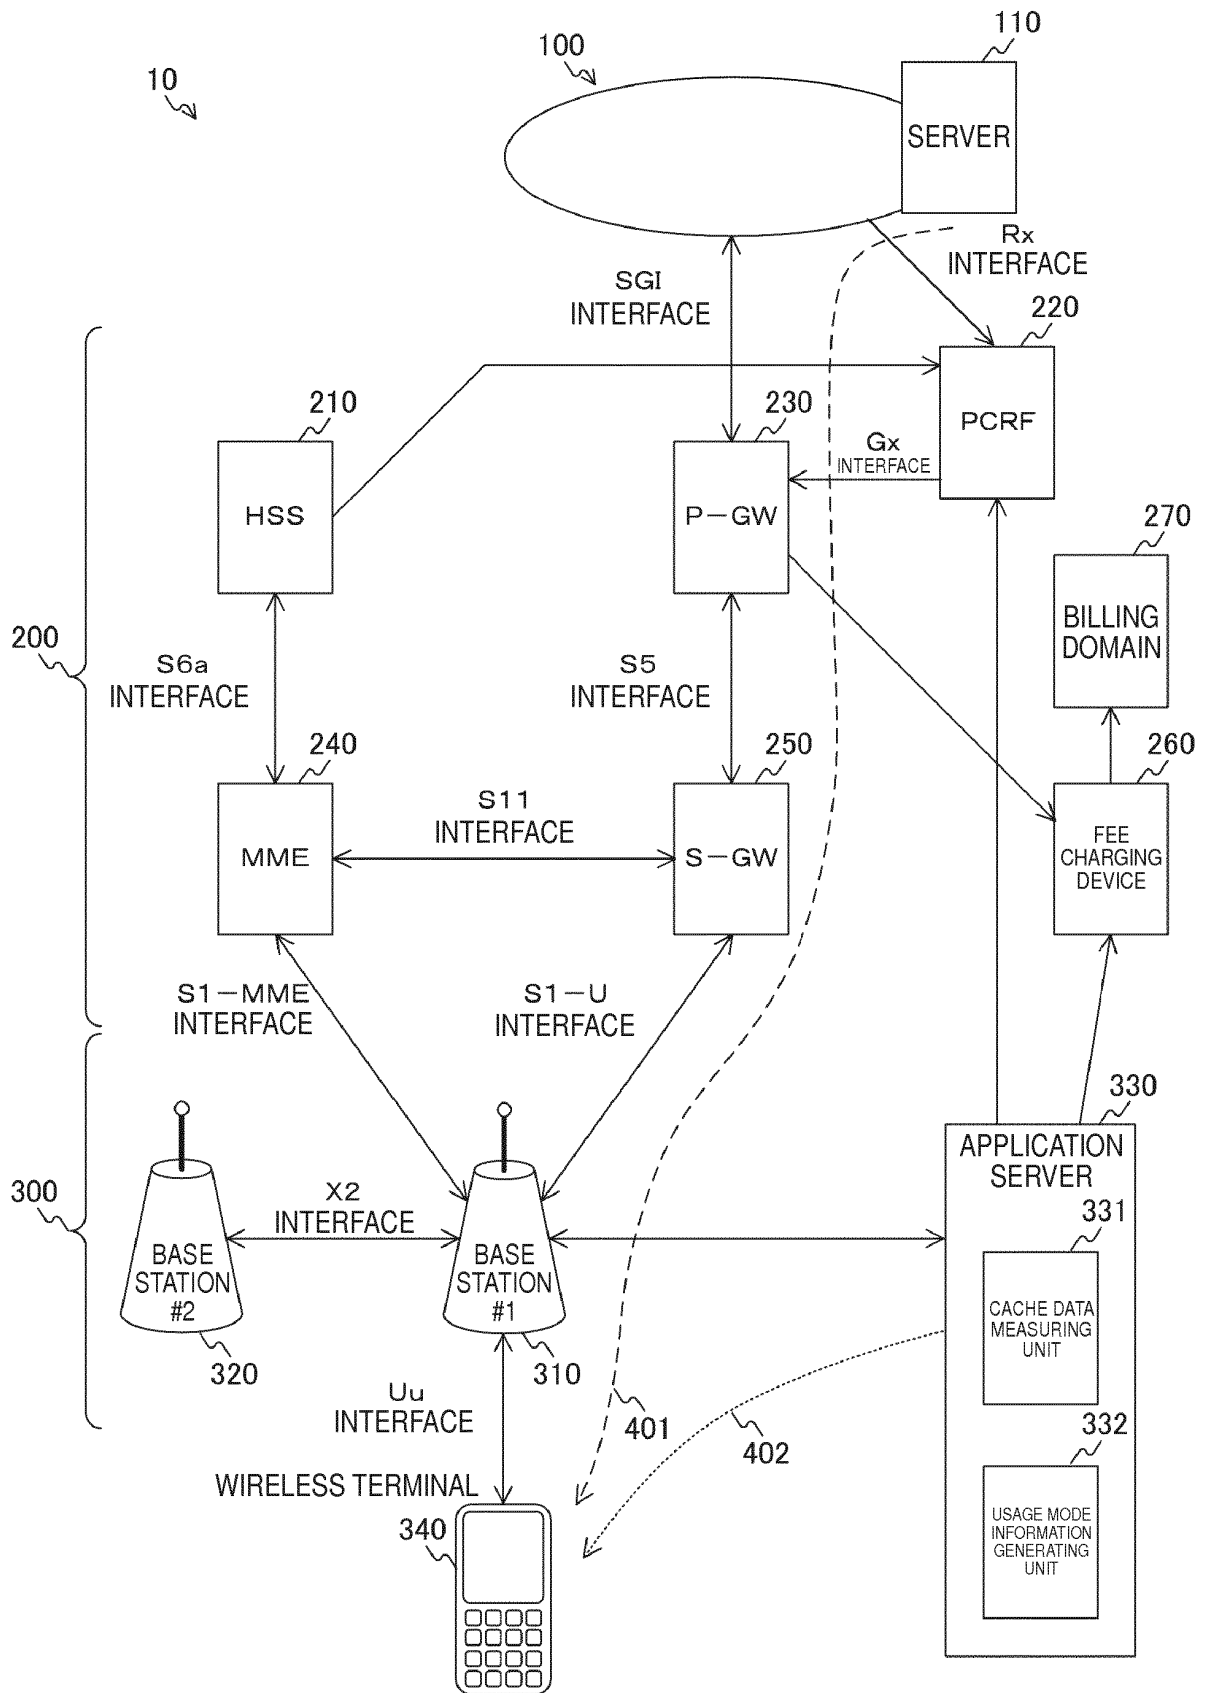 10
100
110
SERVER
Rx
INTERFACE
SGI
INTERFACE
220
PCRF
210
HSS
230
P-GW
Gx
INTERFACE
270
BILLING
DOMAIN
200
S6a
INTERFACE
S5
INTERFACE
240
MME
S11
INTERFACE
250
S-GW
260
FEE
CHARGING
DEVICE
S1-MME
INTERFACE
S1-U
INTERFACE
300
X2
INTERFACE
BASE
STATION
#2
320
BASE
STATION
#1
310
330
APPLICATION
SERVER
331
CACHE DATA
MEASURING
UNIT
332
USAGE MODE
INFORMATION
GENERATING
UNIT
Uu
INTERFACE
401
402
WIRELESS TERMINAL
340